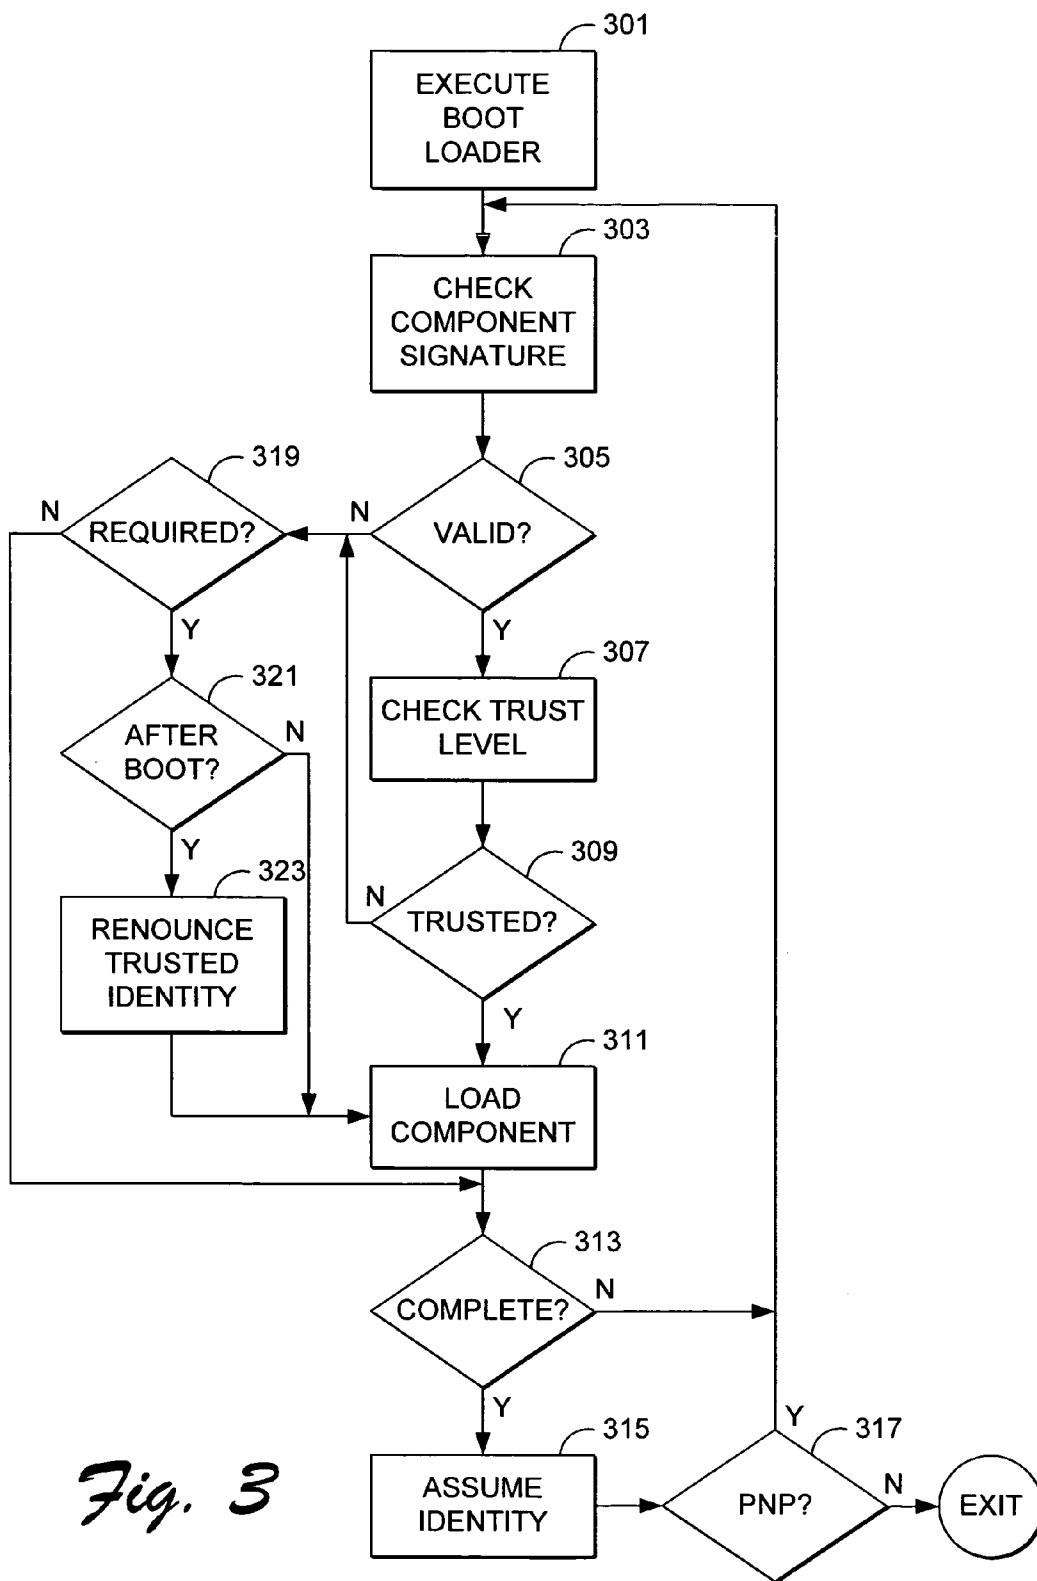 301
EXECUTE
BOOT
LOADER
303
CHECK
COMPONENT
SIGNATURE
319
305
N
REQUIRED?
N
VALID?
Y
Y
307
321
CHECK TRUST
LEVEL
AFTER
BOOT?
N
Y
309
323
N
TRUSTED?
RENOUNCE
TRUSTED
IDENTITY
Y
311
LOAD
COMPONENT
313
N
COMPLETE?
Y
Y
315
317
ASSUME
IDENTITY
PNP?
N
EXIT
Fig. 3